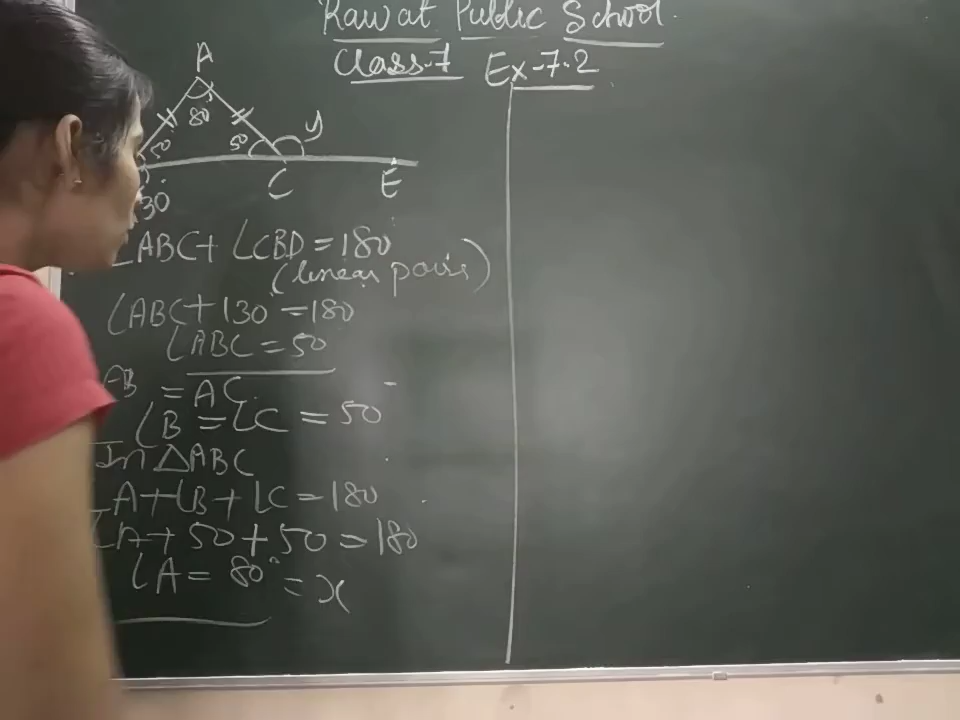 Rawat Public School.
Class-7 Ex-7.2
A
80
50 50 y
C E
130°
∠ABC + ∠CBD = 180
(linear pairs)
∠ABC + 130° = 180
∠ABC = 50
AB = AC.
∠B = ∠C = 50
In △ABC
∠A + ∠B + ∠C = 180
∠A + 50 + 50 = 180
∠A = 80° = x